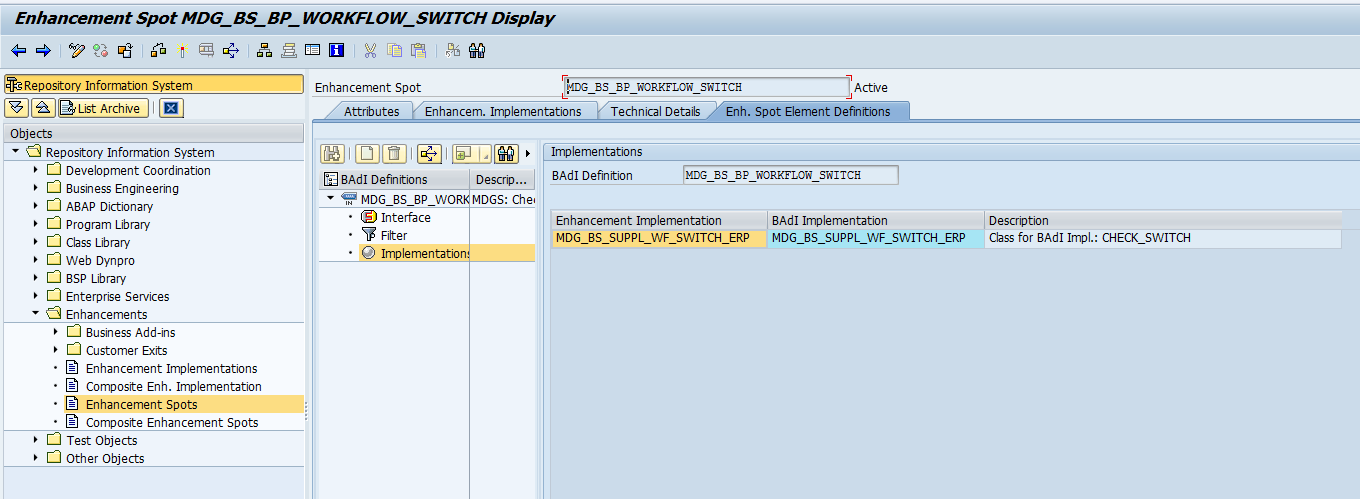 Enhancement Spot MDG_BS_BP_WORKFLOW_SWITCH Display
Repository Information System
List Archive
Objects
Repository Information System
Development Coordination
Business Engineering
ABAP Dictionary
Program Library
Class Library
Web Dynpro
BSP Library
Enterprise Services
Enhancements
Business Add-ins
Customer Exits
Enhancement Implementations
Composite Enh. Implementation
Enhancement Spots
Composite Enhancement Spots
Test Objects
Other Objects
Enhancement Spot MDG_BS_BP_WORKFLOW_SWITCH Active
Attributes Enhancem. Implementations Technical Details Enh. Spot Element Definitions
BAdI Definitions Descrip...
MDG_BS_BP_WORK MDGS: Che
Interface
Filter
Implementations
Implementations
BAdI Definition MDG_BS_BP_WORKFLOW_SWITCH
Enhancement Implementation BAdI Implementation Description
MDG_BS_SUPPL_WF_SWITCH_ERP MDG_BS_SUPPL_WF_SWITCH_ERP Class for BAdI Impl.: CHECK_SWITCH